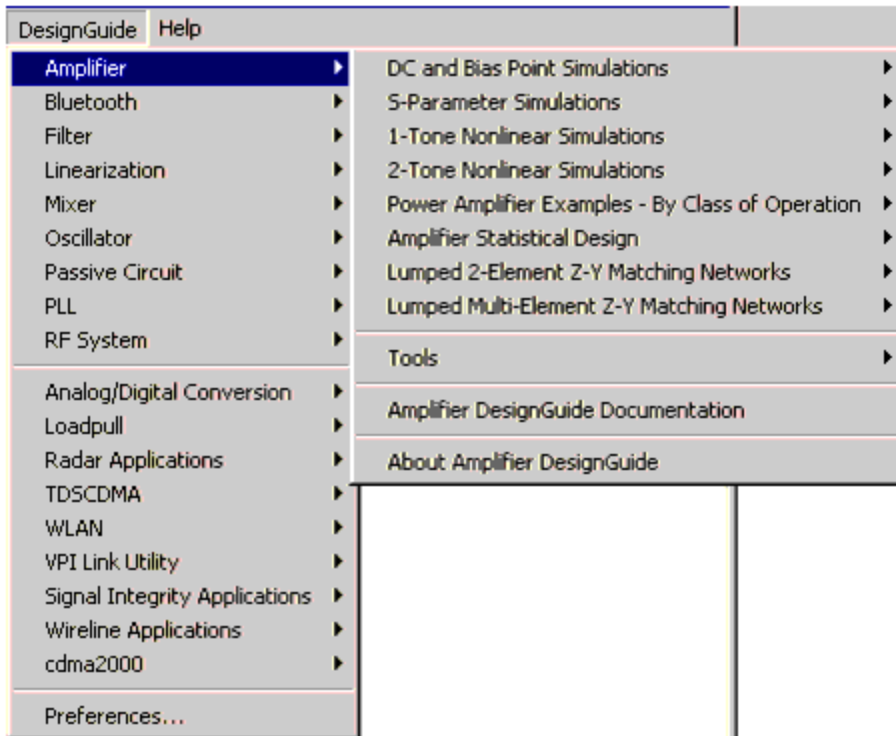 DesignGuide Help
Amplifier
Bluetooth
Filter
Linearization
Mixer
Oscillator
Passive Circuit
PLL
RF System
Analog/Digital Conversion
Loadpull
Radar Applications
TDSCDMA
WLAN
VPI Link Utility
Signal Integrity Applications
Wireline Applications
cdma2000
Preferences...
DC and Bias Point Simulations
S-Parameter Simulations
1-Tone Nonlinear Simulations
2-Tone Nonlinear Simulations
Power Amplifier Examples - By Class of Operation
Amplifier Statistical Design
Lumped 2-Element Z-Y Matching Networks
Lumped Multi-Element Z-Y Matching Networks
Tools
Amplifier DesignGuide Documentation
About Amplifier DesignGuide